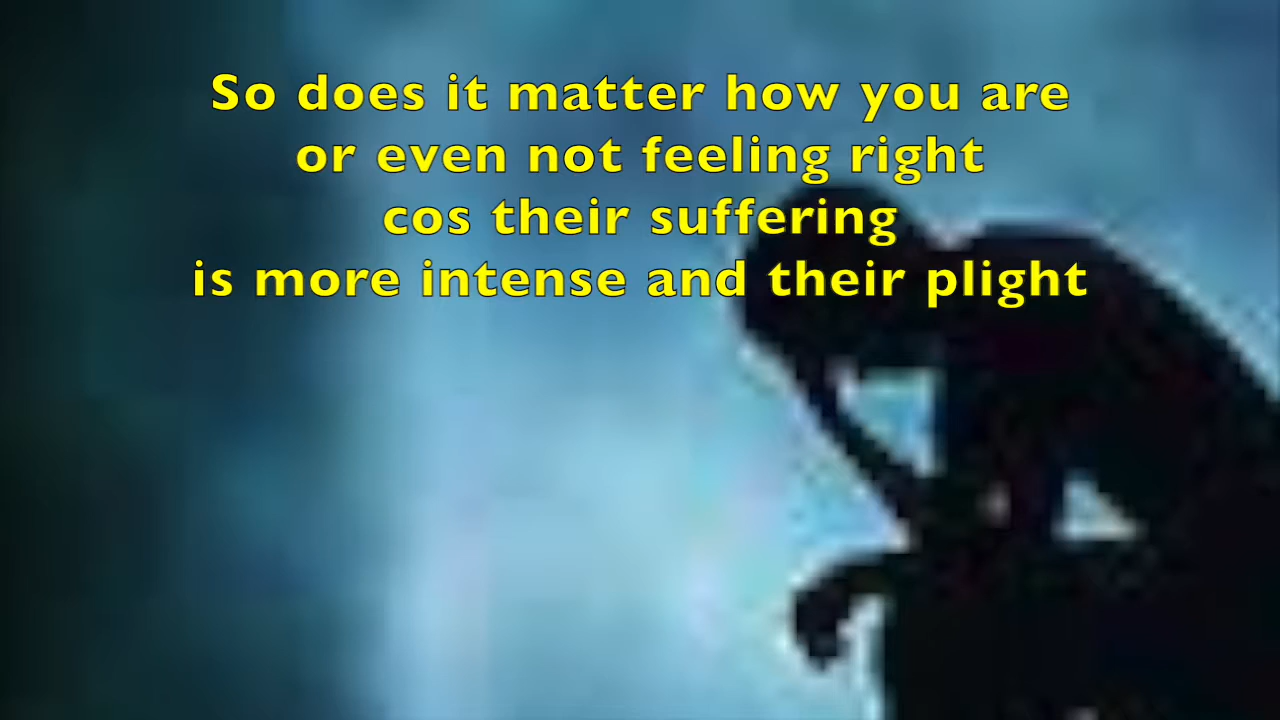 So does it matter how you are
or even not feeling right
cos their suffering
is more intense and their plight